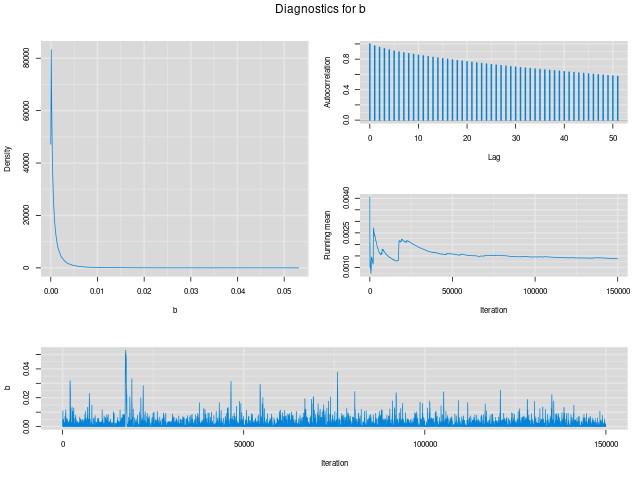 Diagnostics for b
Density
80000
60000
40000
20000
0
0.00 0.01 0.02 0.03 0.04 0.05
b
Autocorrelation
0.8
0.4
0.0
0 10 20 30 40 50
Lag
Running mean
0.0040
0.0025
0.0010
0 50000 100000 150000
Iteration
b
0.04
0.02
0.00
0 50000 100000 150000
Iteration